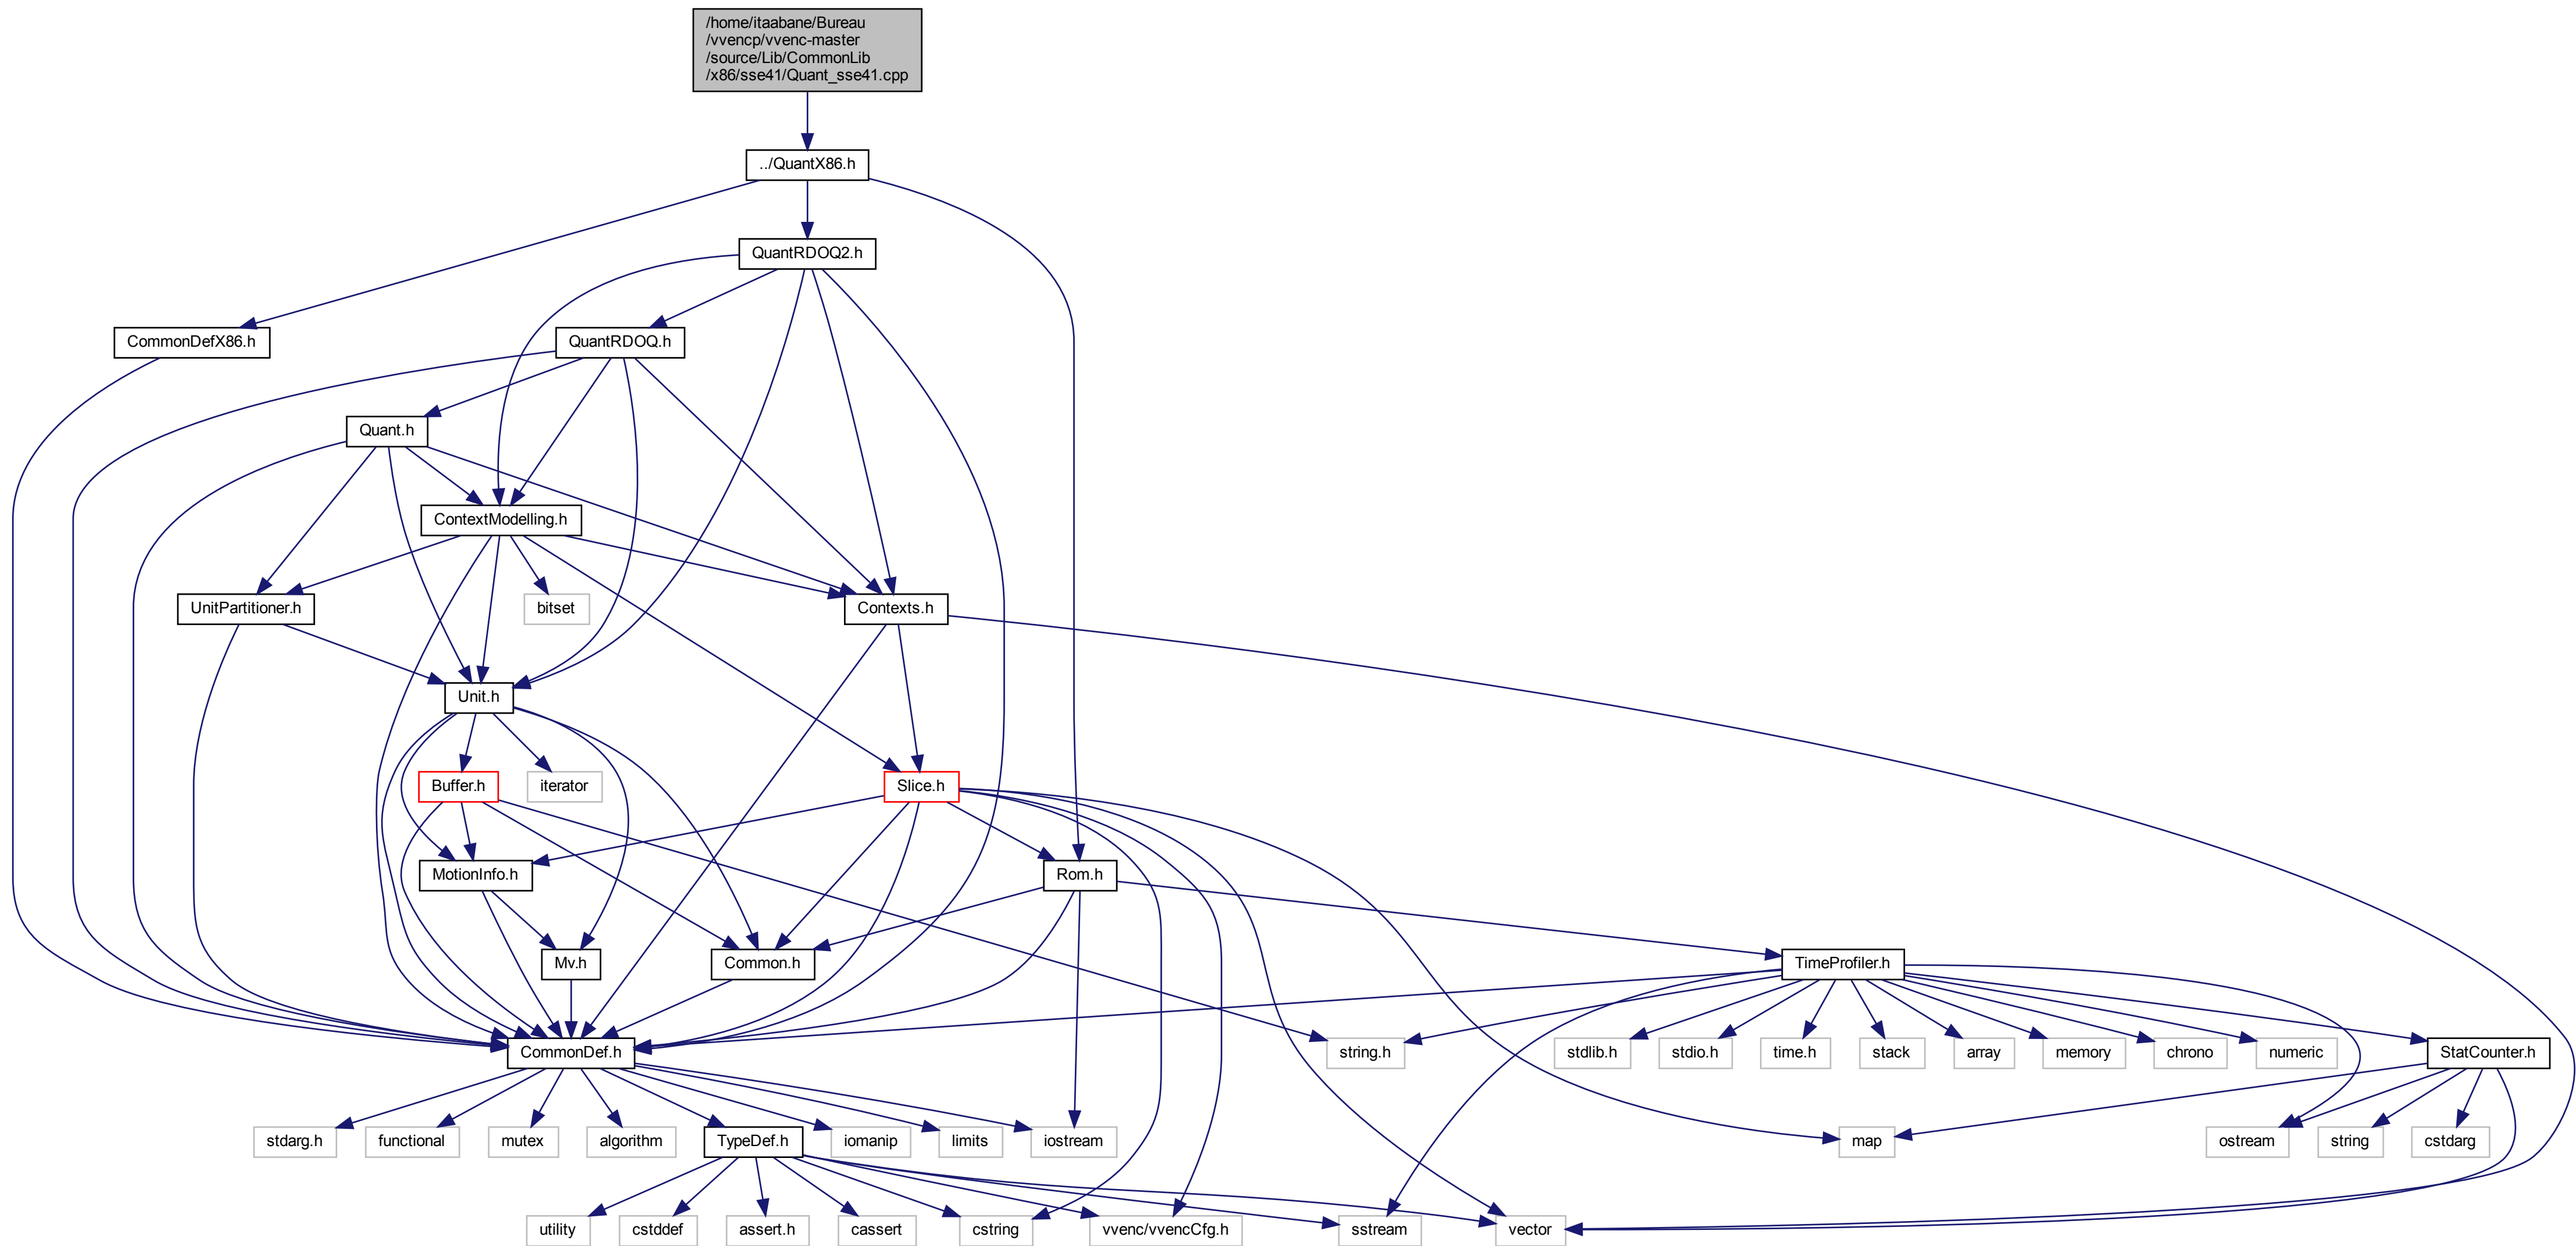 /home/itaabane/Bureau
/vvencp/vvenc-master
/source/Lib/CommonLib
/x86/sse41/Quant_sse41.cpp
../QuantX86.h
QuantRDOQ2.h
CommonDefX86.h
QuantRDOQ.h
Quant.h
ContextModelling.h
UnitPartitioner.h
bitset
Contexts.h
Unit.h
Buffer.h
iterator
Slice.h
MotionInfo.h
Rom.h
Mv.h
Common.h
TimeProfiler.h
CommonDef.h
string.h
stdlib.h
stdio.h
time.h
stack
array
memory
chrono
numeric
StatCounter.h
stdarg.h
functional
mutex
algorithm
TypeDef.h
iomanip
limits
iostream
map
ostream
string
cstdarg
utility
cstddef
assert.h
cassert
cstring
vvenc/vvencCfg.h
sstream
vector